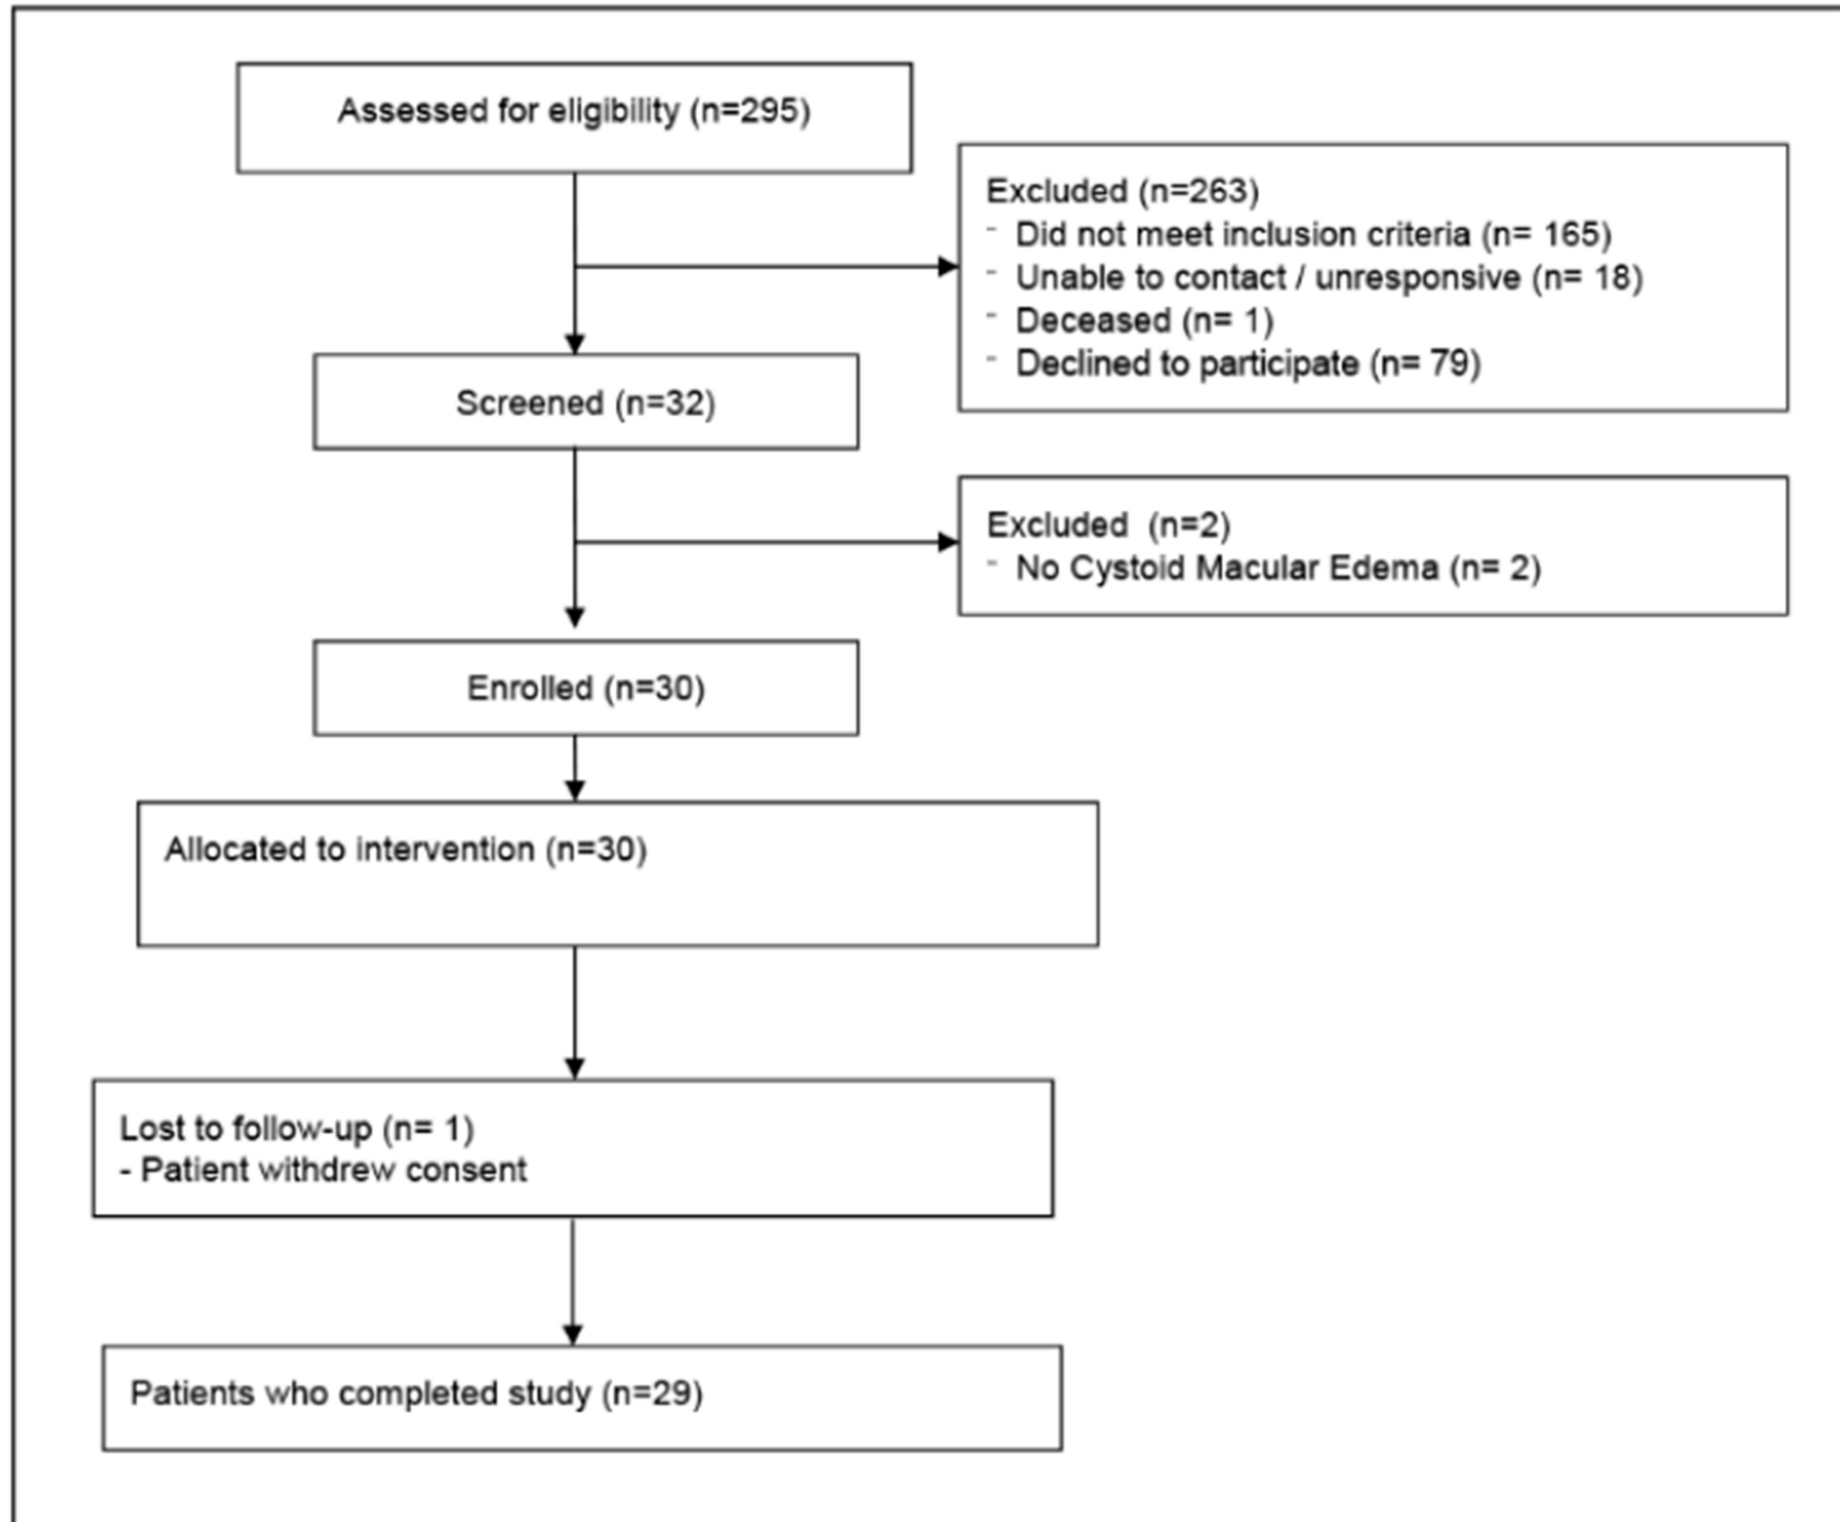 Assessed for eligibility (n=295)
Excluded (n=263)
- Did not meet inclusion criteria (n= 165)
- Unable to contact / unresponsive (n= 18)
- Deceased (n= 1)
- Declined to participate (n= 79)
Screened (n=32)
Excluded  (n=2)
- No Cystoid Macular Edema (n= 2)
Enrolled (n=30)
Allocated to intervention (n=30)
Lost to follow-up (n= 1)
- Patient withdrew consent
Patients who completed study (n=29)